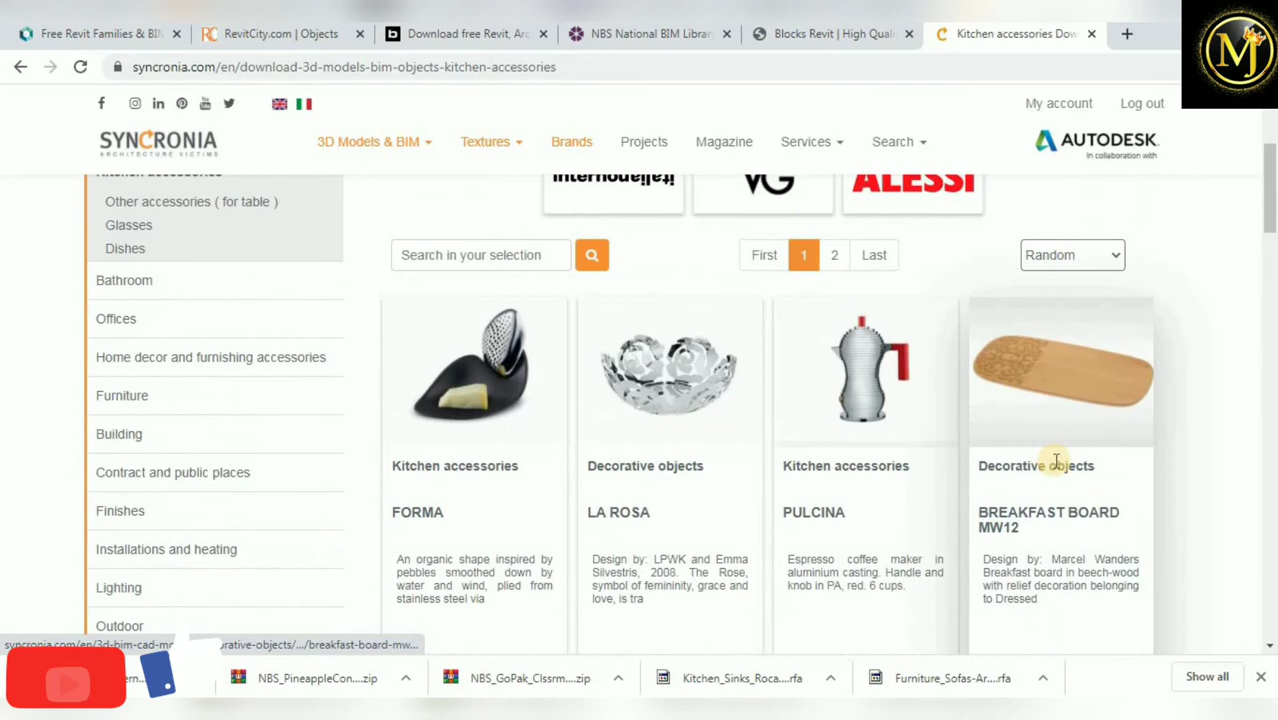 Free Revit Families & BIM
RevitCity.com | Objects
Download free Revit, Arc
NBS National BIM Library
Blocks Revit | High Quali
Kitchen accessories Dow
syncronia.com/en/download-3d-models-bim-objects-kitchen-accessories
MJ
My account
Log out
SYNCRONIA
ARCHITECTURE VICTIMS
3D Models & BIM
Textures
Brands
Projects
Magazine
Services
Search
AUTODESK
In collaboration with
Kitchen accessories
Other accessories ( for table )
Glasses
Dishes
Bathroom
Offices
Home decor and furnishing accessories
Furniture
Building
Contract and public places
Finishes
Installations and heating
Lighting
Outdoor
VG
ALESSI
Search in your selection
First
1
2
Last
Random
Kitchen accessories
FORMA
An organic shape inspired by
pebbles smoothed down by
water and wind, plied from
stainless steel via
Decorative objects
LA ROSA
Design by: LPWK and Emma
Silvestris, 2008. The Rose,
symbol of femininity, grace and
love, is tra
Kitchen accessories
PULCINA
Espresso coffee maker in
aluminium casting. Handle and
knob in PA, red. 6 cups.
Decorative objects
BREAKFAST BOARD
MW12
Design by: Marcel Wanders
Breakfast board in beech-wood
with relief decoration belonging
to Dressed
syncronia.com/en/3d-bim-cad-mo
orative-objects/.../breakfast-board-mw...
NBS_PineappleCon....zip
NBS_GoPak_Clssrm....zip
Kitchen_Sinks_Roca....rfa
Furniture_Sofas-Ar....rfa
Show all